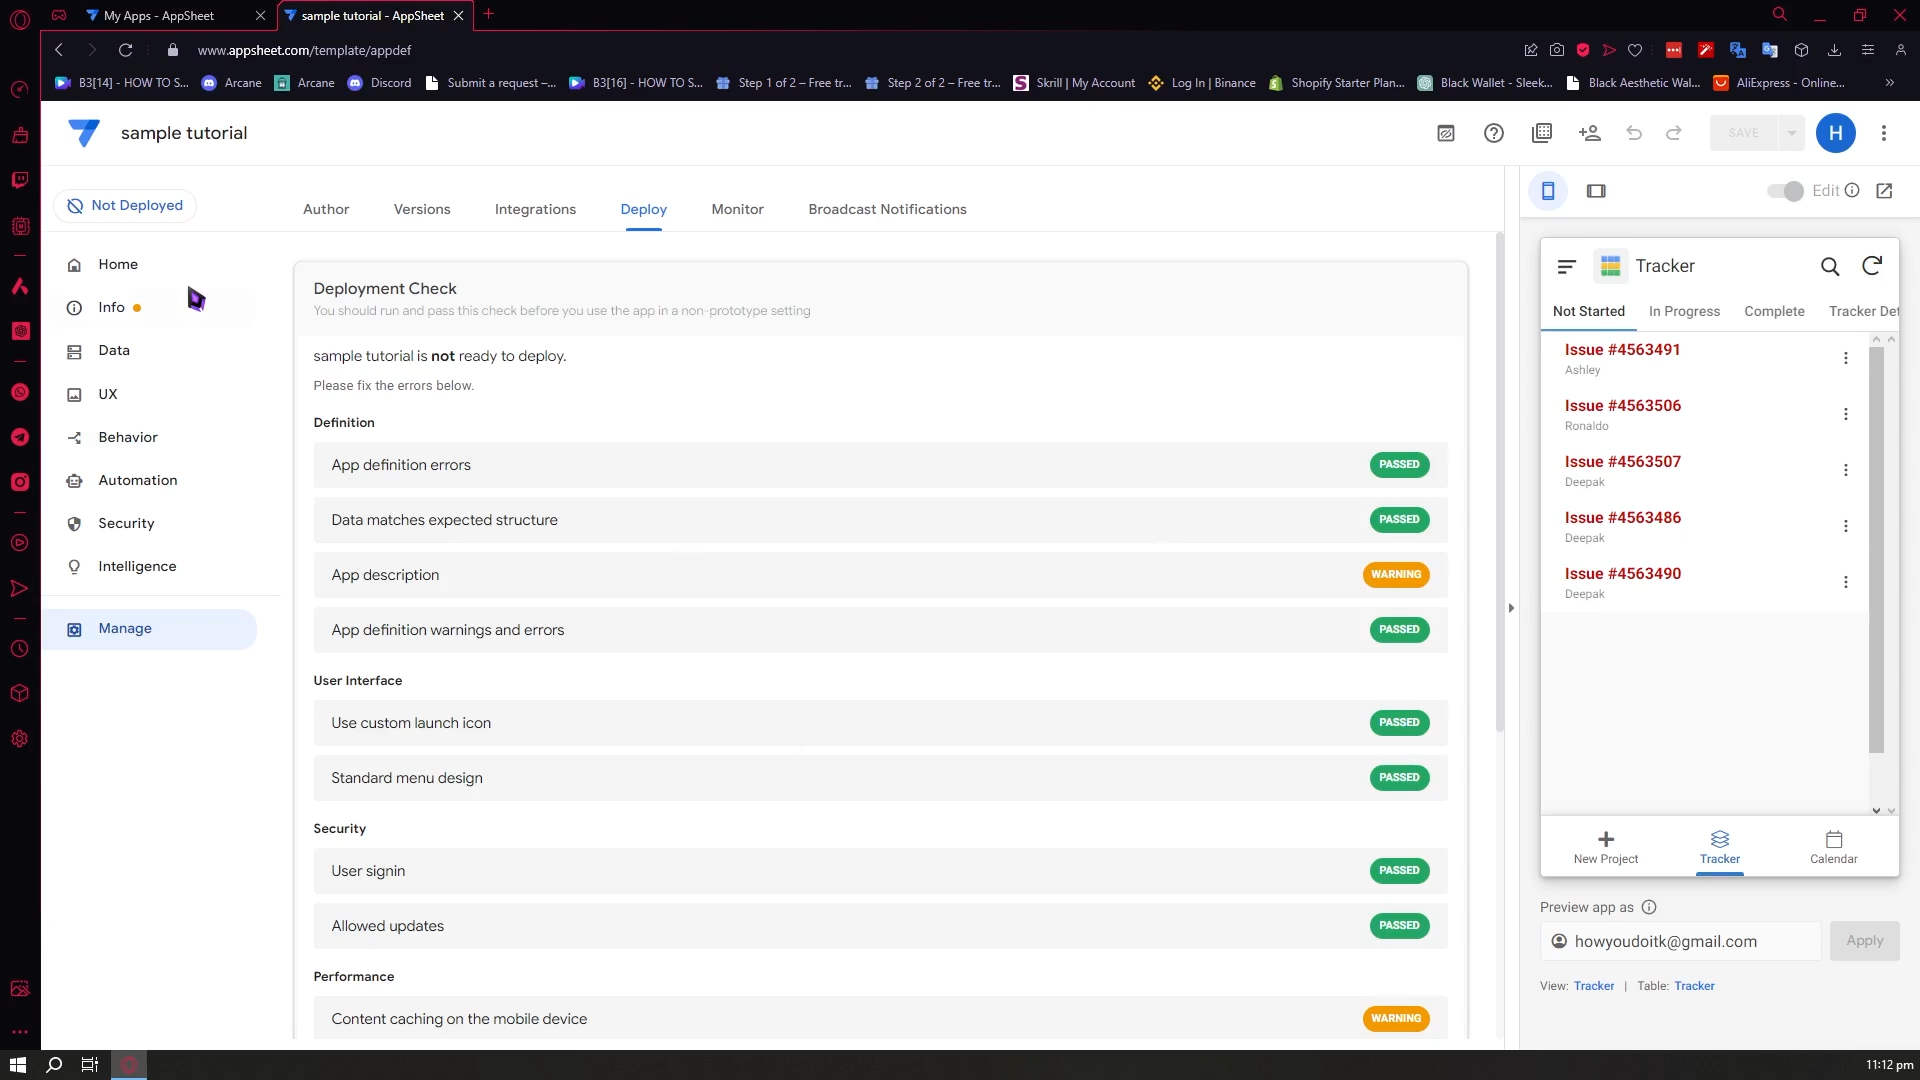 My Apps - AppSheet
sample tutorial - AppSheet
www.appsheet.com/template/appdef
B3[14] - HOW TO S...
Arcane
Arcane
Discord
Submit a request –...
B3[16] - HOW TO S...
Step 1 of 2 – Free tr...
Step 2 of 2 – Free tr...
Skrill | My Account
Log In | Binance
Shopify Starter Plan...
Black Wallet - Sleek...
Black Aesthetic Wal...
AliExpress - Online...
sample tutorial
SAVE
H
Not Deployed
Author
Versions
Integrations
Deploy
Monitor
Broadcast Notifications
Edit
Home
Info
Data
UX
Behavior
Automation
Security
Intelligence
Manage
Deployment Check
You should run and pass this check before you use the app in a non-prototype setting
sample tutorial is not ready to deploy.
Please fix the errors below.
Definition
App definition errors
PASSED
Data matches expected structure
PASSED
App description
WARNING
App definition warnings and errors
PASSED
User Interface
Use custom launch icon
PASSED
Standard menu design
PASSED
Security
User signin
PASSED
Allowed updates
PASSED
Performance
Content caching on the mobile device
WARNING
Tracker
Not Started
In Progress
Complete
Tracker Det
Issue #4563491
Ashley
Issue #4563506
Ronaldo
Issue #4563507
Deepak
Issue #4563486
Deepak
Issue #4563490
Deepak
New Project
Tracker
Calendar
Preview app as
howyoudoitk@gmail.com
Apply
View: Tracker | Table: Tracker
11:12 pm